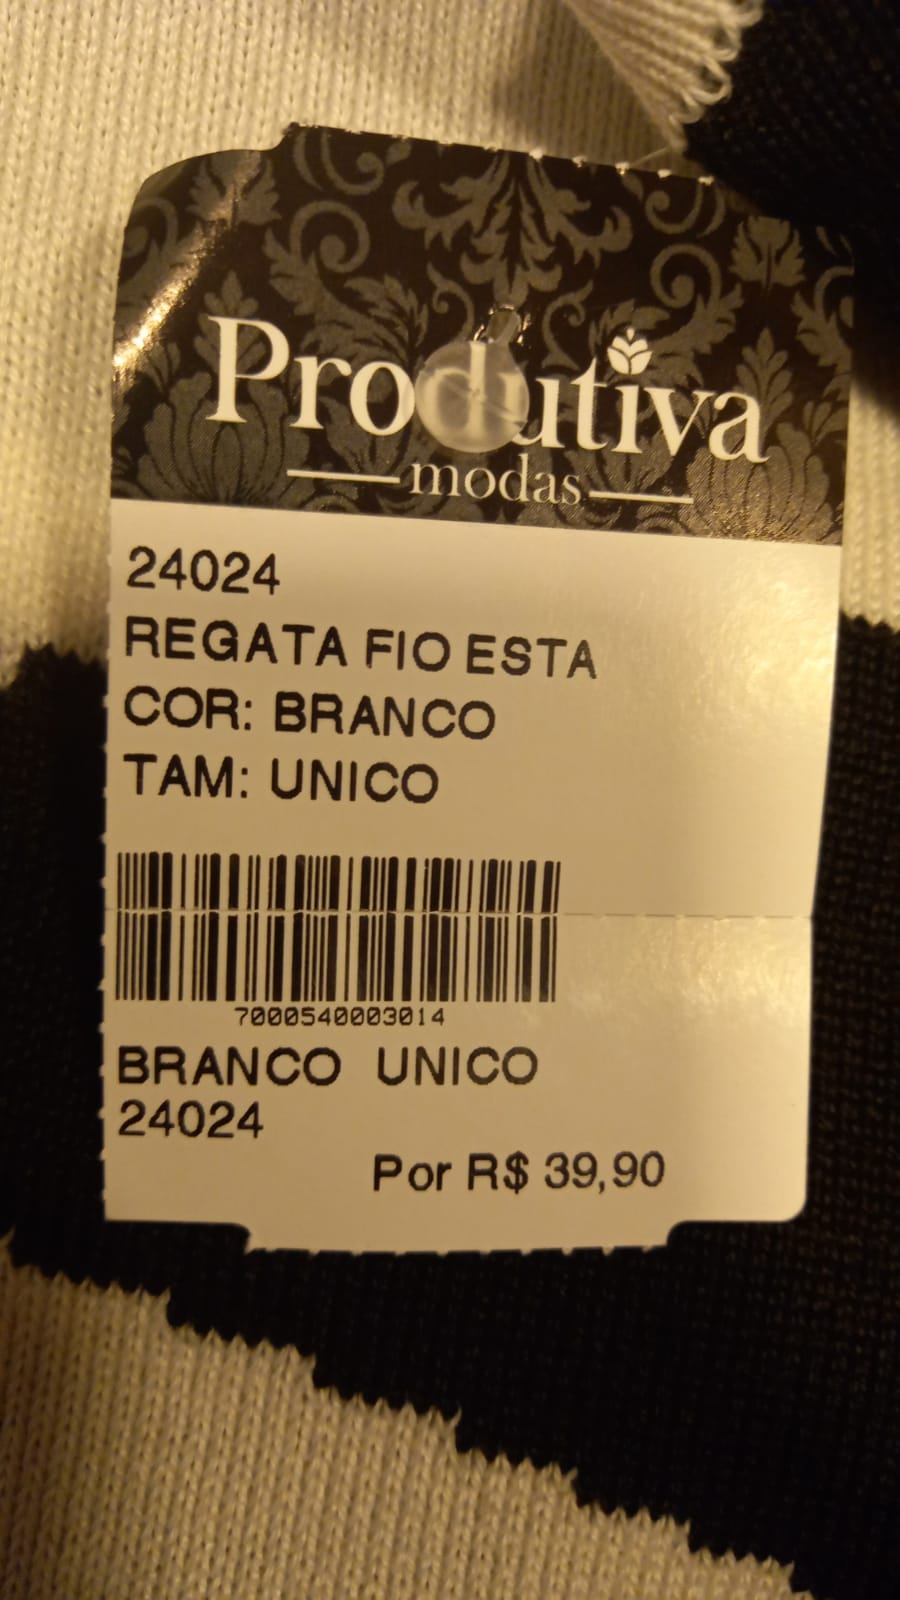 Produtiva
modas
24024
REGATA FIO ESTA
COR: BRANCO
TAM: UNICO
7000540003014
BRANCO UNICO
24024
Por R$ 39,90